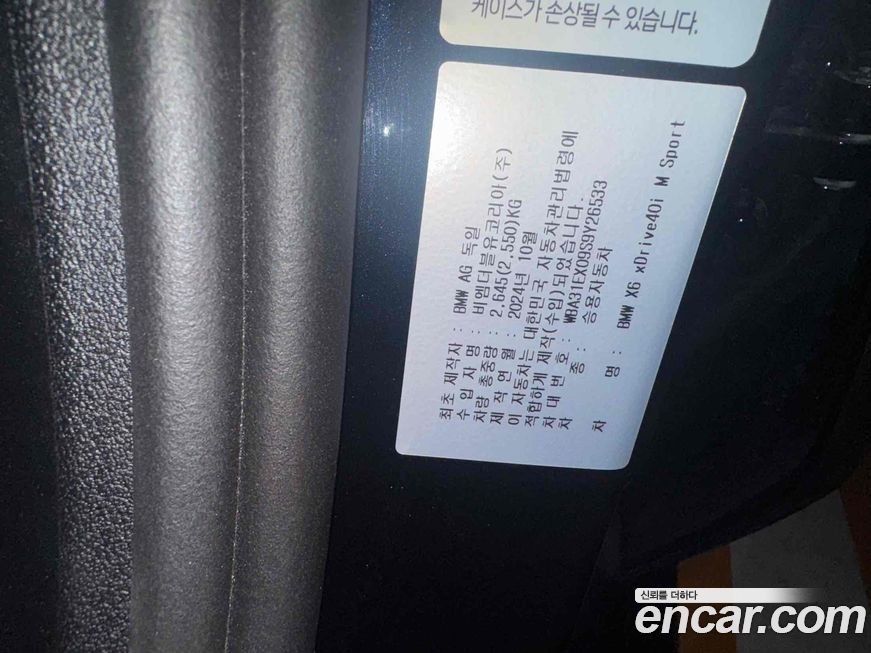 케이스가 손상될 수 있습니다.
최초 제작자 : BMW AG 독일
수 입 자 명 : 비엠더블유코리아(주)
차량 총중량 : 2,645(2,550)KG
제 작 연 월 : 2024년 10월
이 자동차는 대한민국 자동차관리법령에
적합하게 제작(수입)되었습니다.
차 대 번 호 : WBA31EX09S9Y26533
차 종 : 승용자동차
차 명 : BMW X6 xDrive40i M Sport
신뢰를 더하다
encar.com